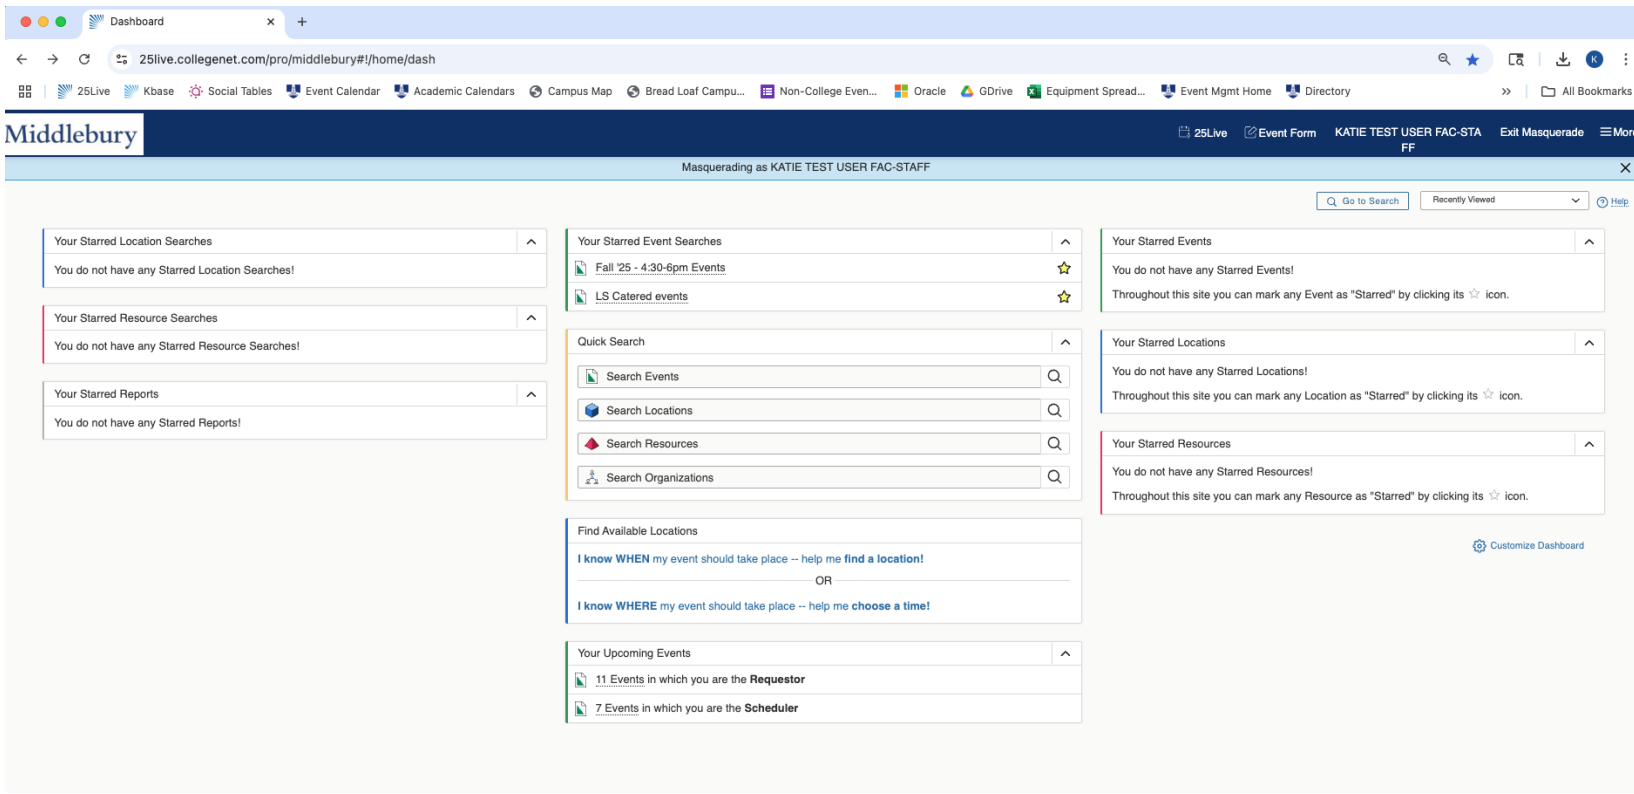 Dashboard
25live.collegenet.com/pro/middlebury#!/home/dash
K
25Live
Kbase
Social Tables
Event Calendar
Academic Calendars
Campus Map
Bread Loaf Campu...
Non-College Even...
Oracle
GDrive
Equipment Spread...
Event Mgmt Home
Directory
All Bookmarks
Middlebury
25Live
Event Form
KATIE TEST USER FAC-STA
FF
Exit Masquerade
More
Masquerading as KATIE TEST USER FAC-STAFF
Go to Search
Recently Viewed
Help
Your Starred Location Searches
You do not have any Starred Location Searches!
Your Starred Resource Searches
You do not have any Starred Resource Searches!
Your Starred Reports
You do not have any Starred Reports!
Your Starred Event Searches
Fall '25 - 4:30-6pm Events
LS Catered events
Quick Search
Search Events
Search Locations
Search Resources
Search Organizations
Find Available Locations
I know WHEN my event should take place -- help me find a location!
OR
I know WHERE my event should take place -- help me choose a time!
Your Upcoming Events
11 Events in which you are the Requestor
7 Events in which you are the Scheduler
Your Starred Events
You do not have any Starred Events!
Throughout this site you can mark any Event as "Starred" by clicking its icon.
Your Starred Locations
You do not have any Starred Locations!
Throughout this site you can mark any Location as "Starred" by clicking its icon.
Your Starred Resources
You do not have any Starred Resources!
Throughout this site you can mark any Resource as "Starred" by clicking its icon.
Customize Dashboard